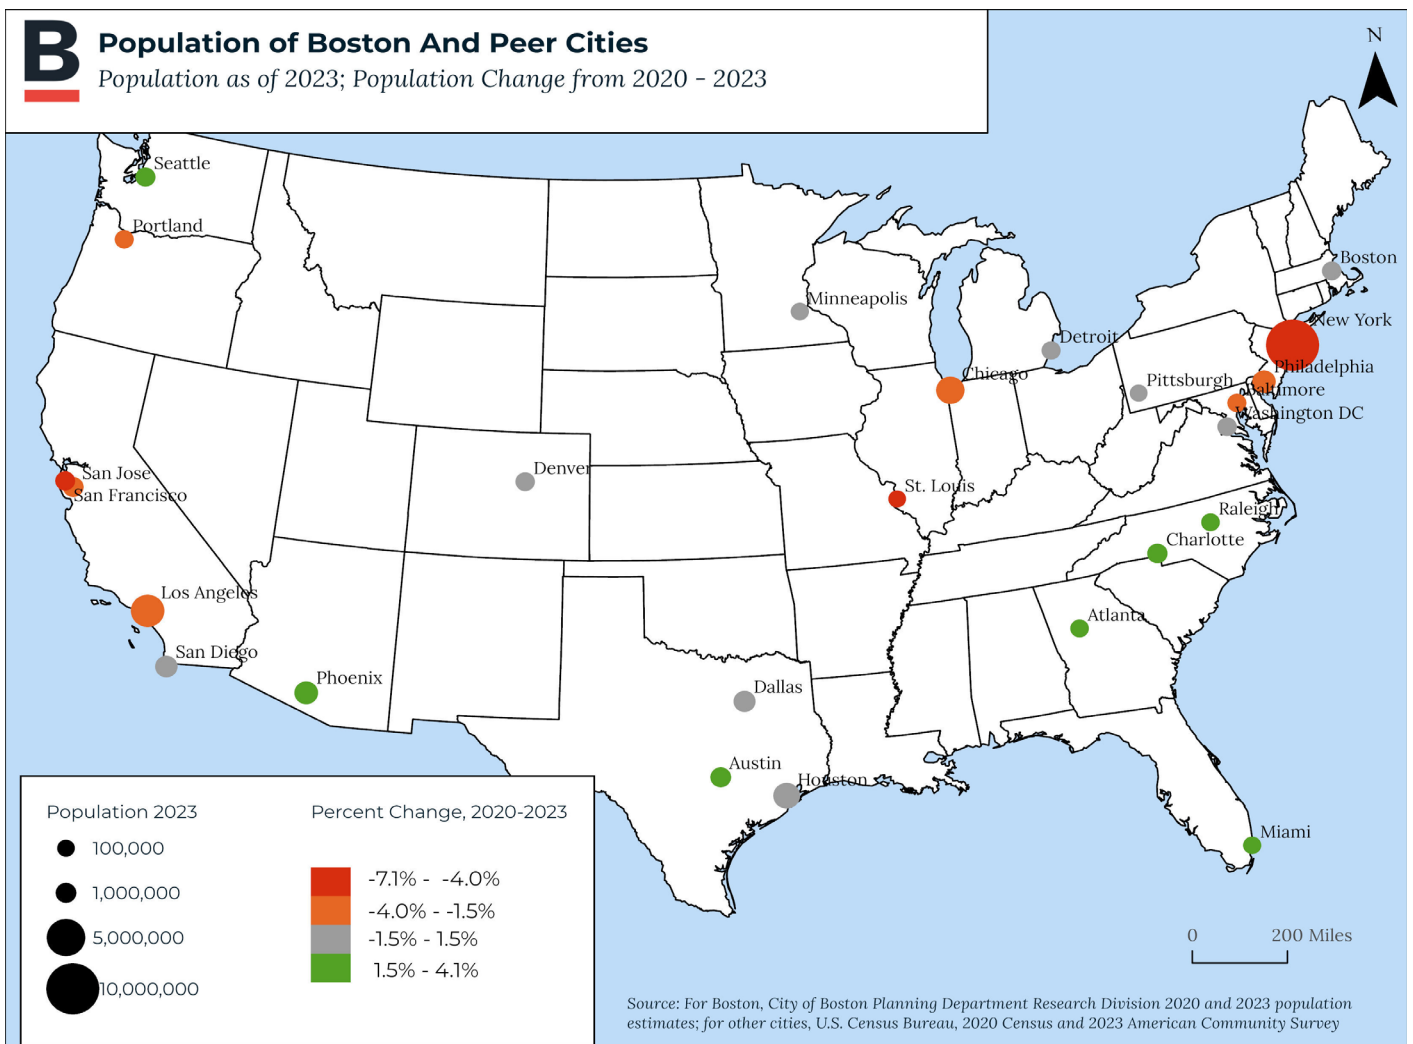 B
Population of Boston And Peer Cities
Population as of 2023; Population Change from 2020 - 2023
N
Seattle
Portland
Boston
Minneapolis
New York
Detroit
Philadelphia
Chicago
Pittsburgh
Baltimore
Washington DC
Denver
San Jose
San Francisco
St. Louis
Raleigh
Charlotte
Los Angeles
Atlanta
San Diego
Phoenix
Dallas
Austin
Houston
Miami
Population 2023
100,000
1,000,000
5,000,000
10,000,000
Percent Change, 2020-2023
-7.1% - -4.0%
-4.0% - -1.5%
-1.5% - 1.5%
1.5% - 4.1%
0 200 Miles
Source: For Boston, City of Boston Planning Department Research Division 2020 and 2023 population
estimates; for other cities, U.S. Census Bureau, 2020 Census and 2023 American Community Survey